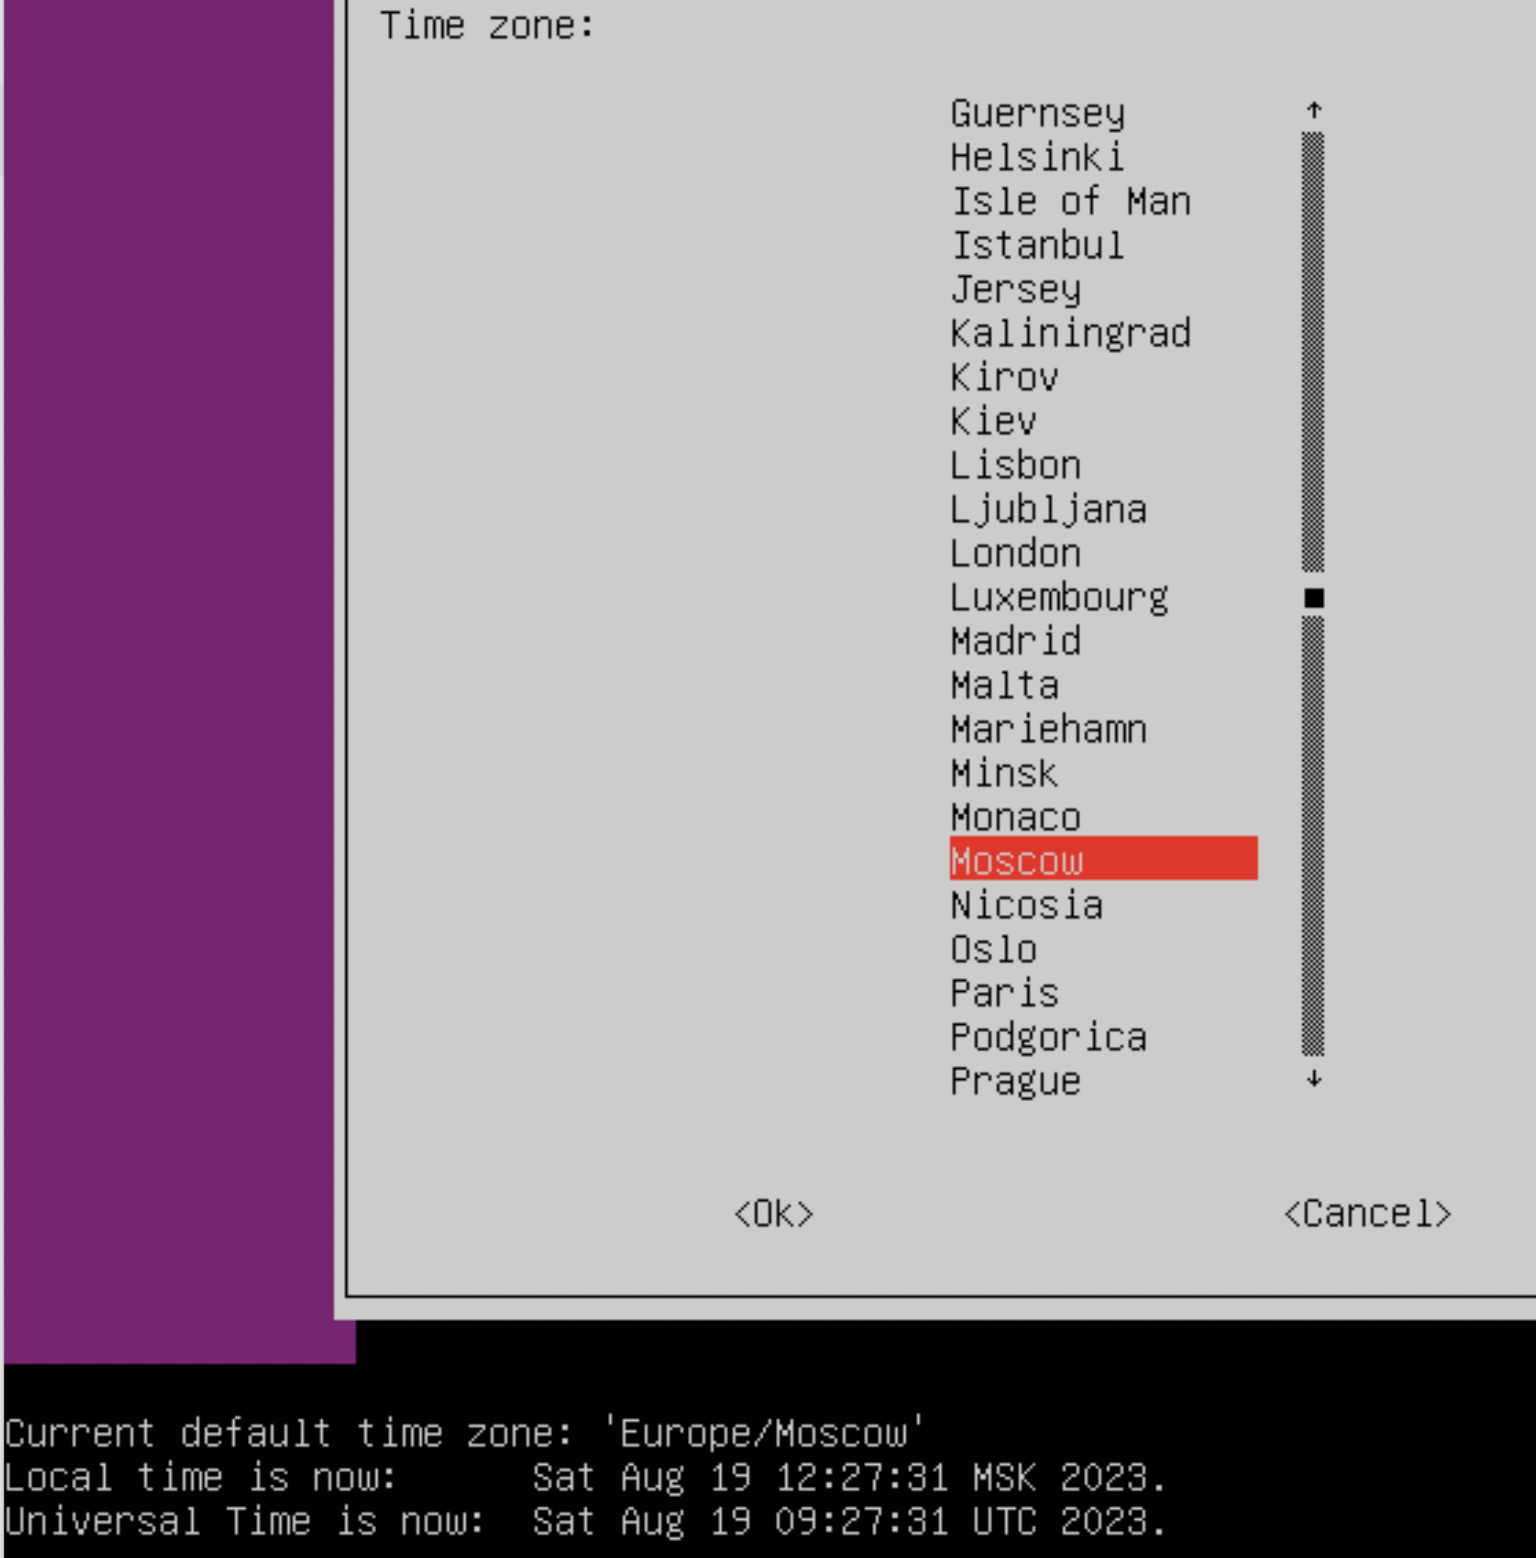 Time zone:
Guernsey
Helsinki
Isle of Man
Istanbul
Jersey
Kaliningrad
Kirov
Kiev
Lisbon
Ljubljana
London
Luxembourg
Madrid
Malta
Mariehamn
Minsk
Monaco
Moscow
Nicosia
Oslo
Paris
Podgorica
Prague
<Ok> <Cancel>
Current default time zone: 'Europe/Moscow'
Local time is now: Sat Aug 19 12:27:31 MSK 2023.
Universal Time is now: Sat Aug 19 09:27:31 UTC 2023.